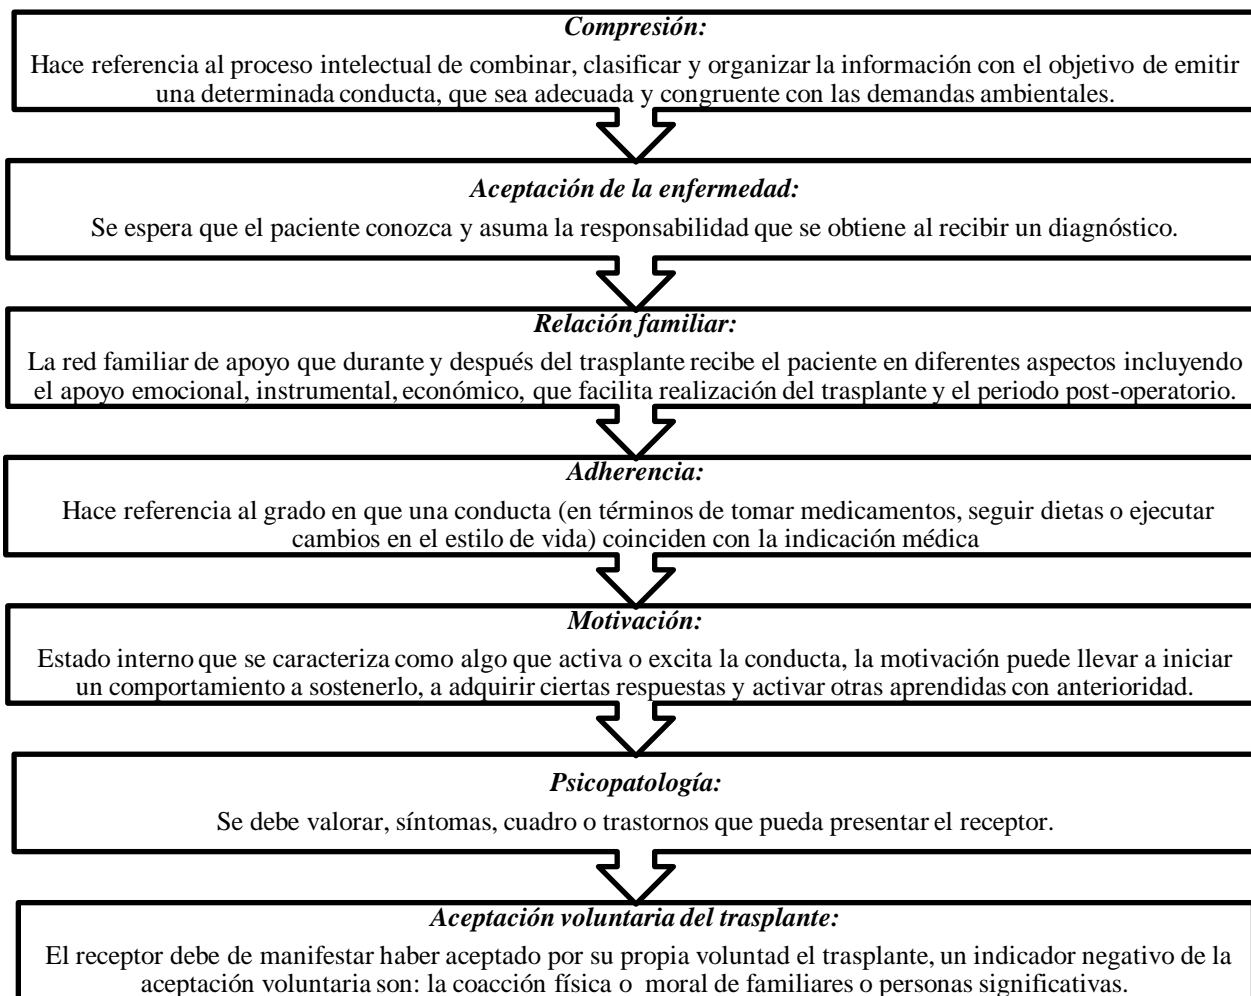 Compresión:
Hace referencia al proceso intelectual de combinar, clasificar y organizar la información con el objetivo de emitir
una determinada conducta, que sea adecuada y congruente con las demandas ambientales.
Aceptación de la enfermedad:
Se espera que el paciente conozca y asuma la responsabilidad que se obtiene al recibir un diagnóstico.
Relación familiar:
La red familiar de apoyo que durante y después del trasplante recibe el paciente en diferentes aspectos incluyendo
el apoyo emocional, instrumental, económico, que facilita realización del trasplante y el periodo post-operatorio.
Adherencia:
Hace referencia al grado en que una conducta (en términos de tomar medicamentos, seguir dietas o ejecutar
cambios en el estilo de vida) coinciden con la indicación médica
Motivación:
Estado interno que se caracteriza como algo que activa o excita la conducta, la motivación puede llevar a iniciar
un comportamiento a sostenerlo, a adquirir ciertas respuestas y activar otras aprendidas con anterioridad.
Psicopatología:
Se debe valorar, síntomas, cuadro o trastornos que pueda presentar el receptor.
Aceptación voluntaria del trasplante:
El receptor debe de manifestar haber aceptado por su propia voluntad el trasplante, un indicador negativo de la
aceptación voluntaria son: la coacción física o moral de familiares o personas significativas.